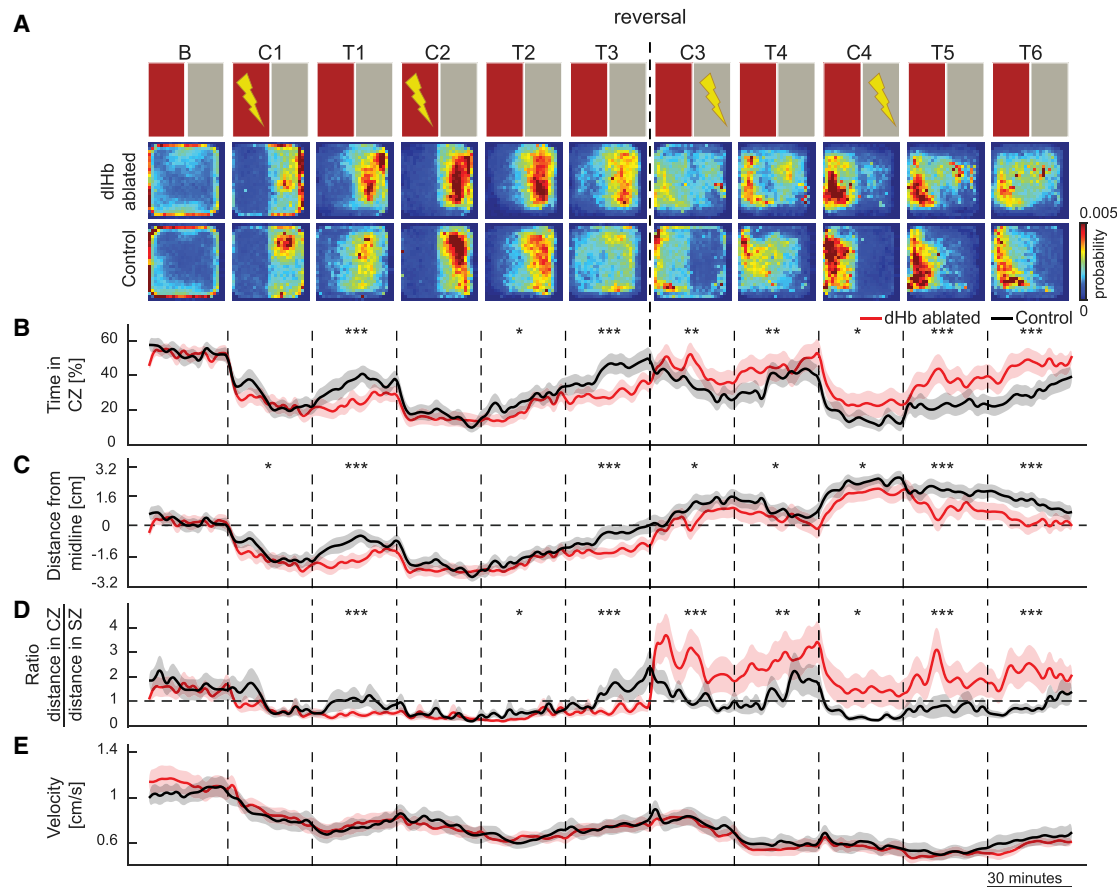 reversal
A
B C1 T1 C2 T2 T3 C3 T4 C4 T5 T6
dlHb
ablated
Control
0.005
probability
0
dHb ablated Control
B
Time in
CZ [%]
60
40
20
0
*** * *** ** ** * *** ***
C
Distance from
midline [cm]
3.2
1.6
0
-1.6
-3.2
* *** *** * * * *** ***
D
Ratio
distance in CZ
distance in SZ
4
3
2
1
0
*** * *** *** ** * *** ***
E
Velocity
[cm/s]
1.4
1
0.6
30 minutes